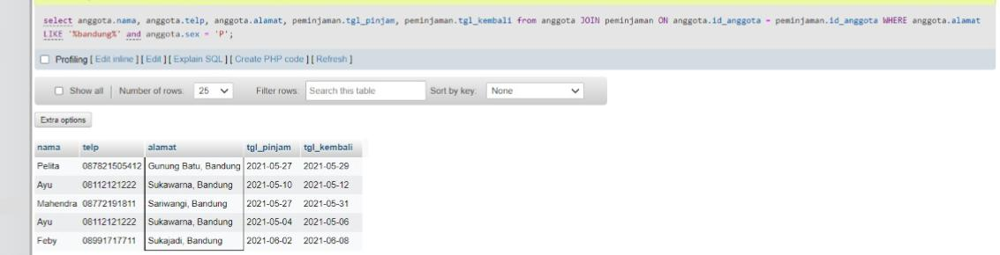 select anggota.nama, anggota.telp, anggota.alamat, peminjaman.tgl_pinjam, peminjaman.tgl_kembali from anggota JOIN peminjaman ON anggota.id_anggota = peminjaman.id_anggota WHERE anggota.alamat
LIKE '%bandung%' and anggota.sex = 'P';
Profiling [ Edit inline ] [ Edit ] [ Explain SQL ] [ Create PHP code ] [ Refresh ]
Show all Number of rows: 25 Filter rows: Search this table Sort by key: None
Extra options
nama telp alamat tgl_pinjam tgl_kembali
Pelita 087821505412 Gunung Batu, Bandung 2021-05-27 2021-05-29
Ayu 08112121222 Sukawarna, Bandung 2021-05-10 2021-05-12
Mahendra 08772191811 Sariwangi, Bandung 2021-05-27 2021-05-31
Ayu 08112121222 Sukawarna, Bandung 2021-05-04 2021-05-06
Feby 08991717711 Sukajadi, Bandung 2021-06-02 2021-06-08